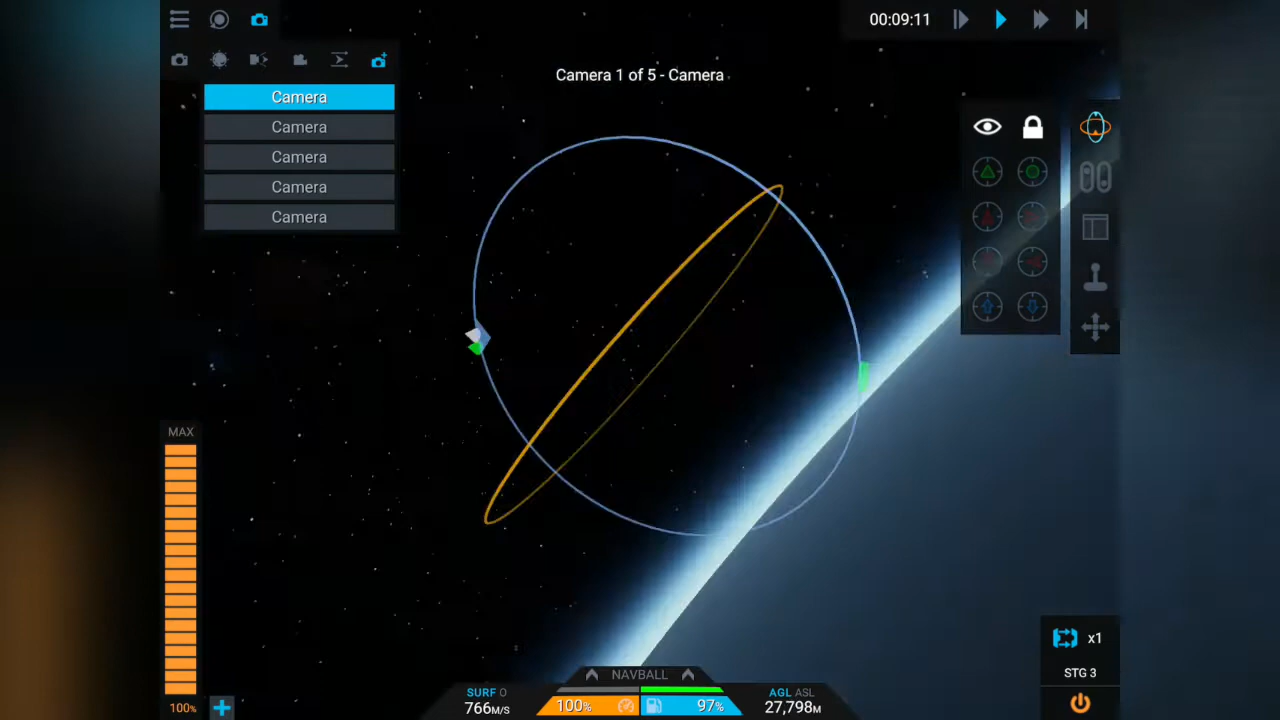 00:09:11
Camera 1 of 5 - Camera
Camera
Camera
Camera
Camera
Camera
MAX
100%
NAVBALL
SURF O
766M/S
100%
97%
AGL ASL
27,798M
x1
STG 3